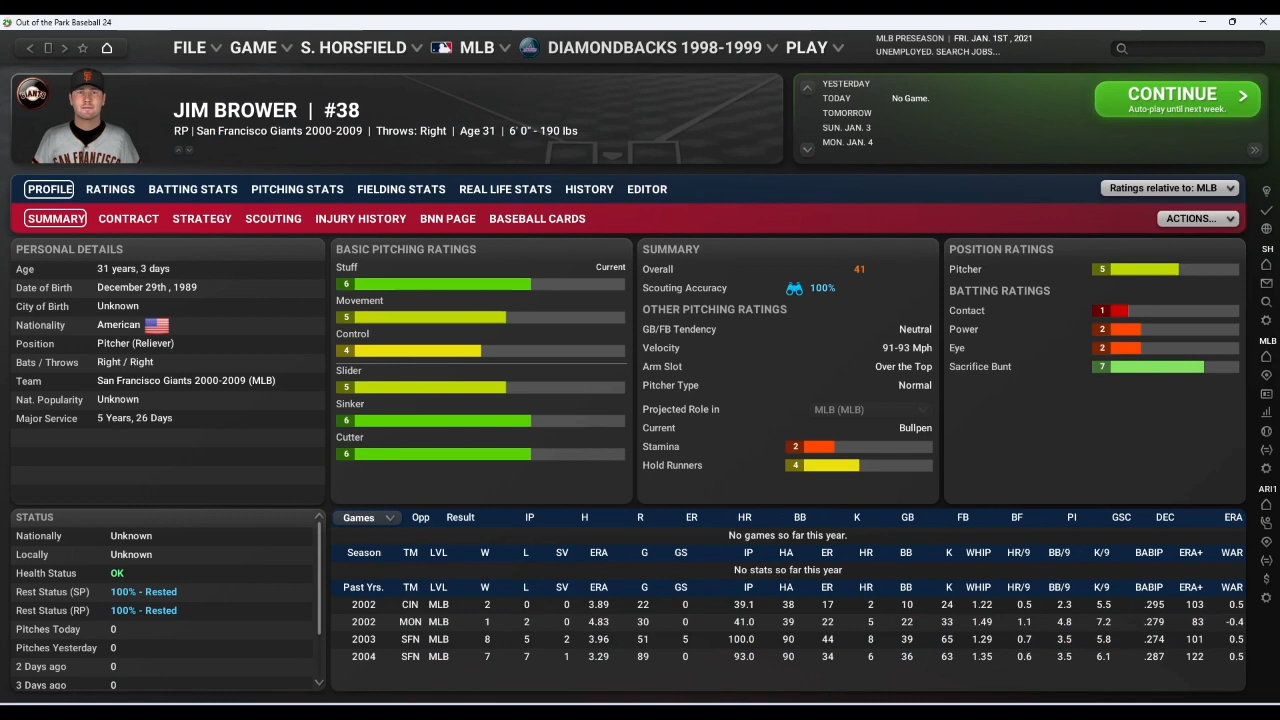 Out of the Park Baseball 24
FILE GAME S. HORSFIELD MLB DIAMONDBACKS 1998-1999 PLAY
MLB PRESEASON | FRI. JAN. 1ST, 2021
UNEMPLOYED. SEARCH JOBS...
JIM BROWER | #38
RP | San Francisco Giants 2000-2009 | Throws: Right | Age 31 | 6' 0" - 190 lbs
YESTERDAY
TODAY No Game.
TOMORROW
SUN. JAN. 3
MON. JAN. 4
CONTINUE
Auto-play until next week.
PROFILE RATINGS BATTING STATS PITCHING STATS FIELDING STATS REAL LIFE STATS HISTORY EDITOR
Ratings relative to: MLB
SUMMARY CONTRACT STRATEGY SCOUTING INJURY HISTORY BNN PAGE BASEBALL CARDS
ACTIONS...
PERSONAL DETAILS
Age 31 years, 3 days
Date of Birth December 29th, 1989
City of Birth Unknown
Nationality American
Position Pitcher (Reliever)
Bats / Throws Right / Right
Team San Francisco Giants 2000-2009 (MLB)
Nat. Popularity Unknown
Major Service 5 Years, 26 Days
BASIC PITCHING RATINGS
Stuff Current
6
Movement
5
Control
4
Slider
5
Sinker
6
Cutter
6
SUMMARY
Overall 41
Scouting Accuracy 100%
OTHER PITCHING RATINGS
GB/FB Tendency Neutral
Velocity 91-93 Mph
Arm Slot Over the Top
Pitcher Type Normal
Projected Role in MLB (MLB)
Current Bullpen
Stamina 2
Hold Runners 4
POSITION RATINGS
Pitcher 5
BATTING RATINGS
Contact 1
Power 2
Eye 2
Sacrifice Bunt 7
SH
MLB
ARI1
STATUS
Nationally Unknown
Locally Unknown
Health Status OK
Rest Status (SP) 100% - Rested
Rest Status (RP) 100% - Rested
Pitches Today 0
Pitches Yesterday 0
2 Days ago 0
3 Days ago 0
Games Opp Result IP H R ER HR BB K GB FB BF PI GSC DEC ERA
No games so far this year.
Season TM LVL W L SV ERA G GS IP HA ER HR BB K WHIP HR/9 BB/9 K/9 BABIP ERA+ WAR
No stats so far this year
Past Yrs. TM LVL W L SV ERA G GS IP HA ER HR BB K WHIP HR/9 BB/9 K/9 BABIP ERA+ WAR
2002 CIN MLB 2 0 0 3.89 22 0 39.1 38 17 2 10 24 1.22 0.5 2.3 5.5 .295 103 0.5
2002 MON MLB 1 2 0 4.83 30 0 41.0 39 22 5 22 33 1.49 1.1 4.8 7.2 .279 83 -0.4
2003 SFN MLB 8 5 2 3.96 51 5 100.0 90 44 8 39 65 1.29 0.7 3.5 5.8 .274 101 0.5
2004 SFN MLB 7 7 1 3.29 89 0 93.0 90 34 6 36 63 1.35 0.6 3.5 6.1 .287 122 0.5